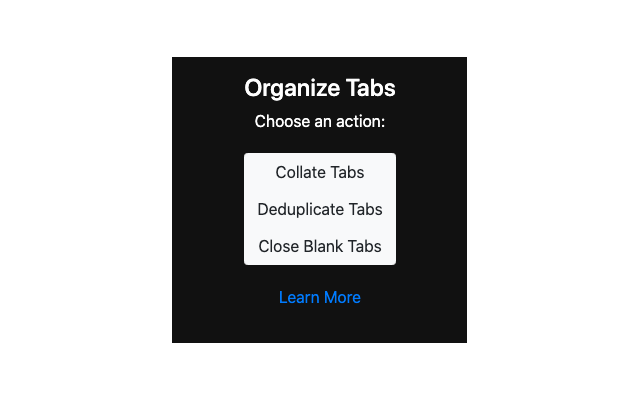 Organize Tabs
Choose an action:
Collate Tabs
Deduplicate Tabs
Close Blank Tabs
Learn More